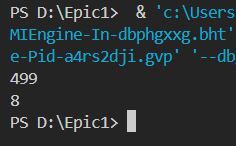 PS D:\Epic1>  & 'c:\Users
MIEngine-In-dbphgxxg.bht'
e-Pid-a4rs2dji.gvp' '--db
499
8
PS D:\Epic1>